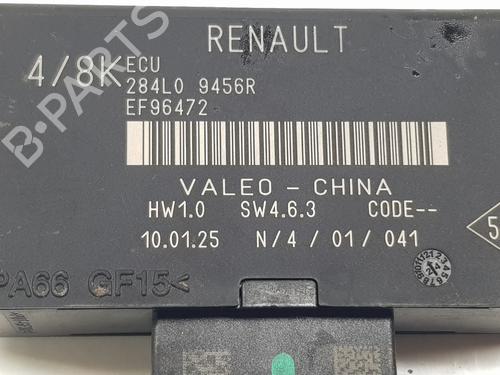 RENAULT
4/8K ECU
284L0 9456R
EF96472
VALEO - CHINA
HW1.0 SW4.6.3 CODE--
10.01.25 N/4 / 01/ 041
5
PA66 GF15<
B-PARTS